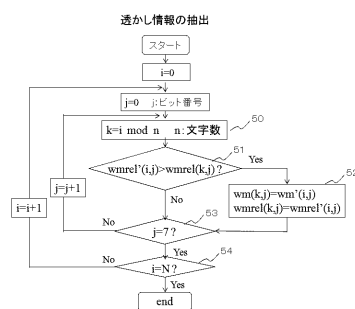 透かし情報の抽出
スタート
i=0
j=0 j:ビット番号
k=i mod n n:文字数
50
51
wmrel'(i,j)>wmrel(k,j)?
Yes
52
wm(k,j)=wm'(i,j)
wmrel(k,j)=wmrel'(i,j)
j=j+1
i=i+1
No
No
53
j=7?
Yes
54
No
i=N?
Yes
end